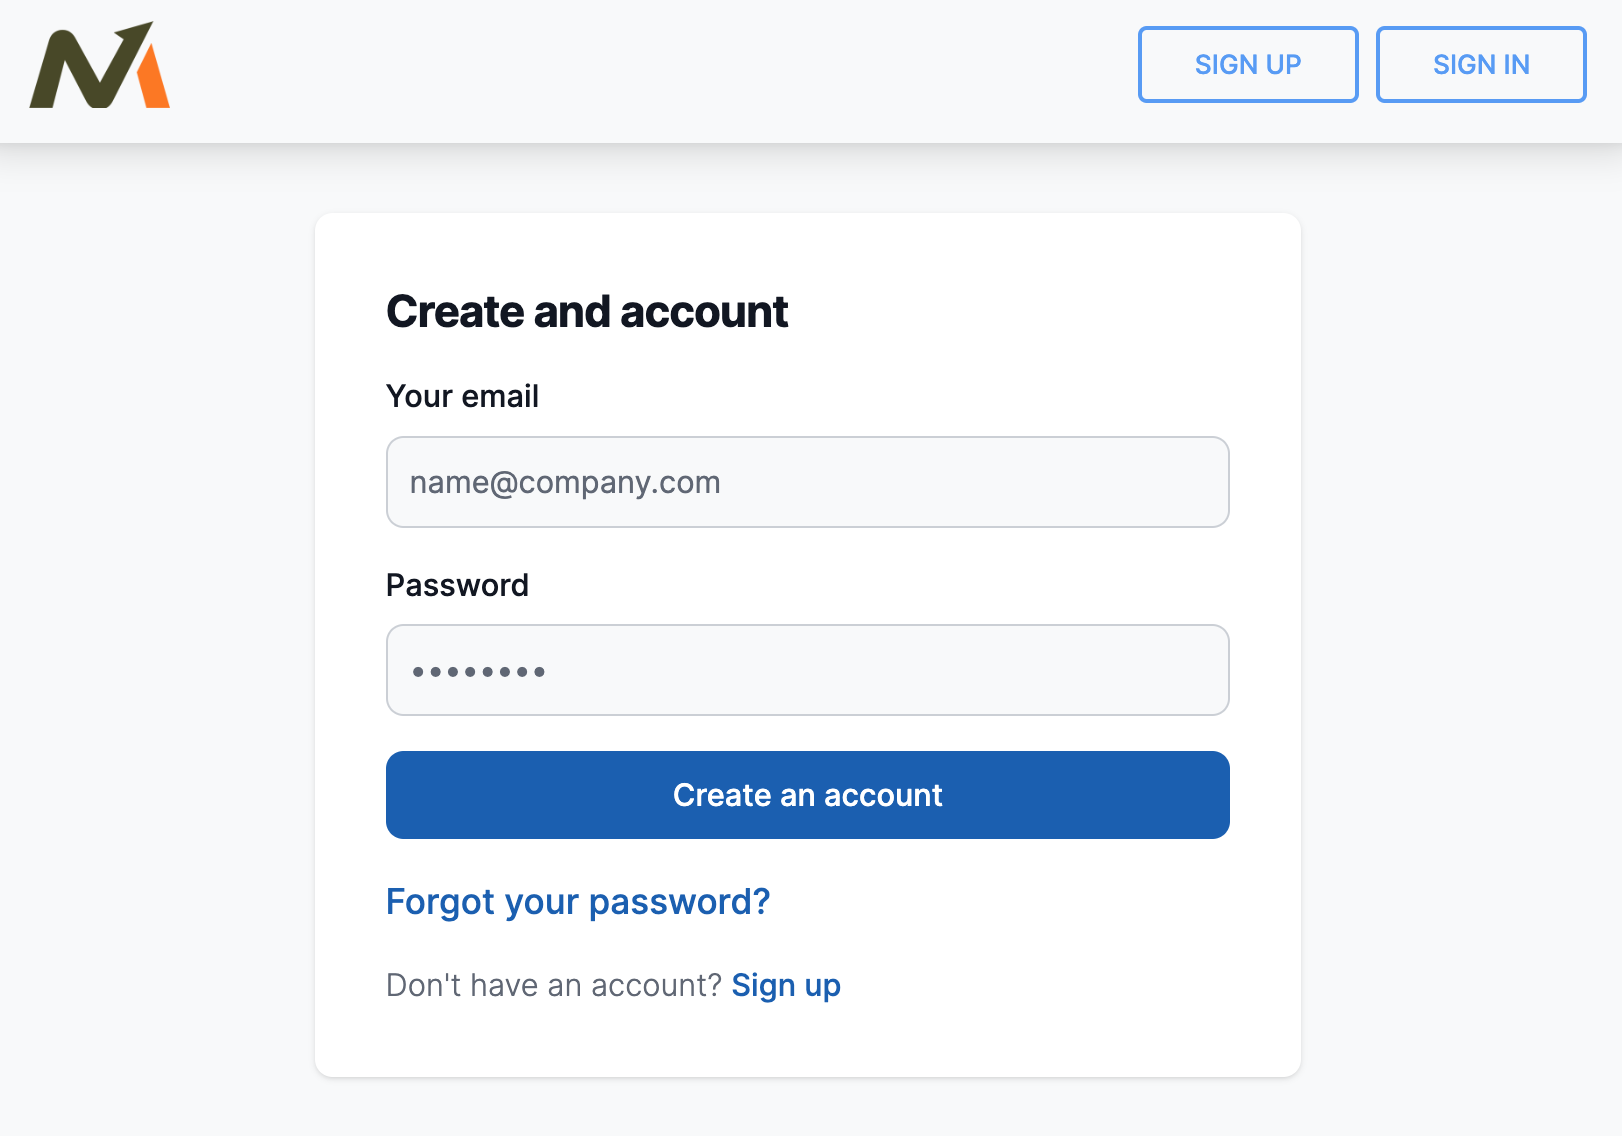 SIGN UP
SIGN IN
Create and account
Your email
name@company.com
Password
••••••••
Create an account
Forgot your password?
Don't have an account? Sign up